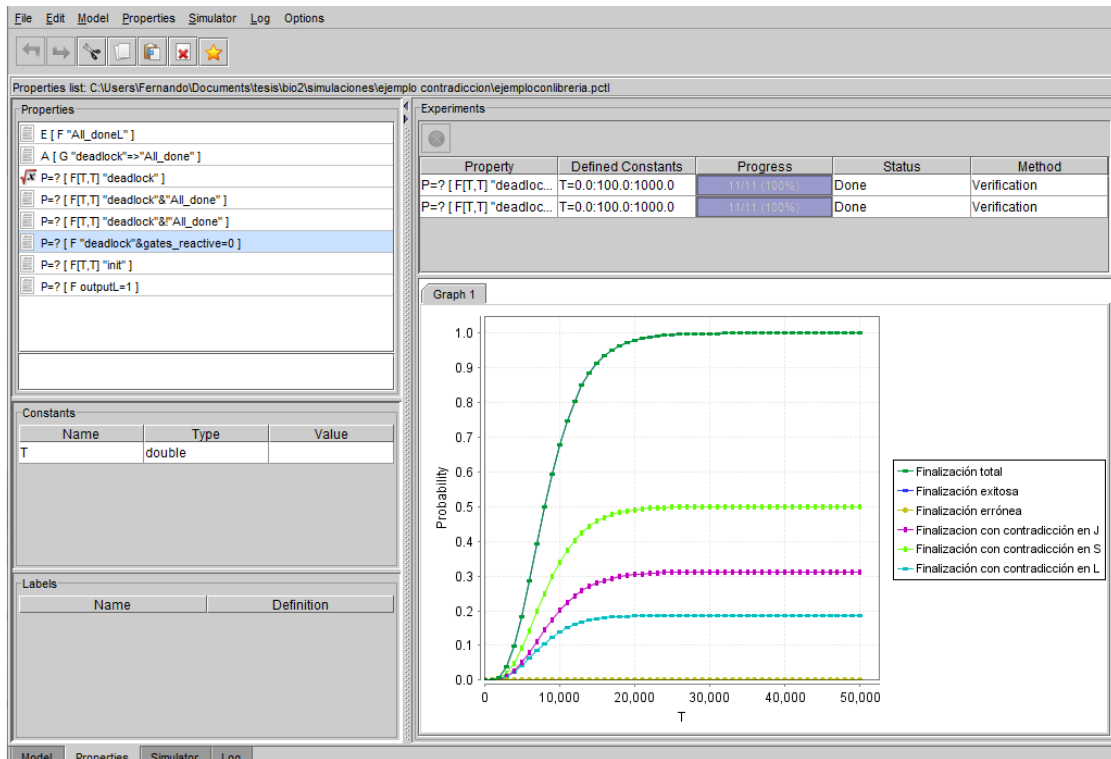 File Edit Model Properties Simulator Log Options
Properties list: C:\Users\Fernando\Documents\tesis\bio2\simulaciones\ejemplo contradiccion\ejemploconlibreria.pctl
Properties
E [ F "All_doneL" ]
A [ G "deadlock"=>"All_done" ]
P=? [ F[T,T] "deadlock" ]
P=? [ F[T,T] "deadlock"&"All_done" ]
P=? [ F[T,T] "deadlock"&!"All_done" ]
P=? [ F "deadlock"&gates_reactive=0 ]
P=? [ F[T,T] "init" ]
P=? [ F outputL=1 ]
Constants
Name Type Value
T double
Labels
Name Definition
Experiments
Property Defined Constants Progress Status Method
P=? [ F[T,T] "deadloc... T=0.0:100.0:1000.0 11/11 (100%) Done Verification
P=? [ F[T,T] "deadloc... T=0.0:100.0:1000.0 11/11 (100%) Done Verification
Graph 1
1.0
0.9
0.8
0.7
0.6
0.5
0.4
0.3
0.2
0.1
0.0
Probability
0 10,000 20,000 30,000 40,000 50,000
T
Finalización total
Finalización exitosa
Finalización errónea
Finalizacion con contradicción en J
Finalización con contradicción en S
Finalización con contradicción en L
Model Properties Simulator Log